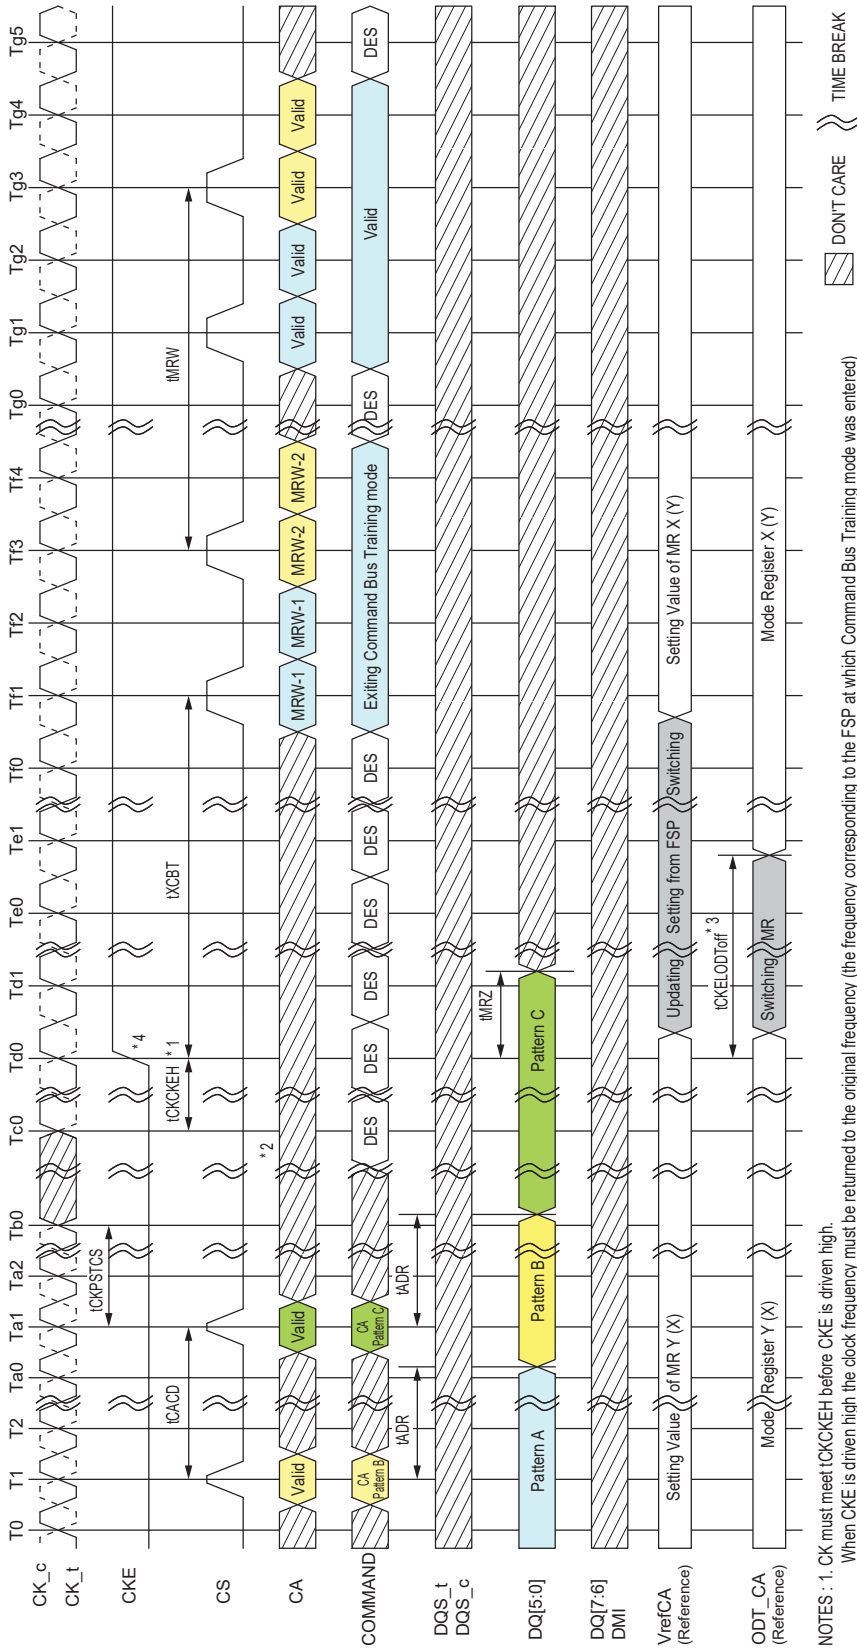 T0 T1 T2 Ta0 Ta1 Ta2 Tb0 Tc0 Td0 Td1 Te0 Te1 Tf0 Tf1 Tf2 Tf3 Tf4 Tg0 Tg1 Tg2 Tg3 Tg4 Tg5
CK_c
CK_t
tCKPSTCS
CKE
* 4
tCACD
tCKCKEH
* 1
tXCBT
tMRW
CS
* 2
CA
Valid Valid MRW-1 MRW-1 MRW-2 MRW-2 Valid Valid Valid Valid
COMMAND
CA
Pattern B
CA
Pattern C
DES DES DES DES DES DES Exiting Command Bus Training mode DES DES Valid DES
tADR tADR
DQS_t
DQS_c
tMRZ
DQ[5:0]
Pattern A Pattern B Pattern C
DQ[7:6]
DMI
VrefCA
(Reference)
Setting Value of MR Y (X) Updating Setting from FSP Switching Setting Value of MR X (Y)
tCKELODToff * 3
ODT_CA
(Reference)
Mode Register Y (X) Switching MR Mode Register X (Y)
NOTES : 1. CK must meet tCKCKEH before CKE is driven high.
When CKE is driven high the clock frequency must be returned to the original frequency (the frequency corresponding to the FSP at which Command Bus Training mode was entered)
DON'T CARE
TIME BREAK